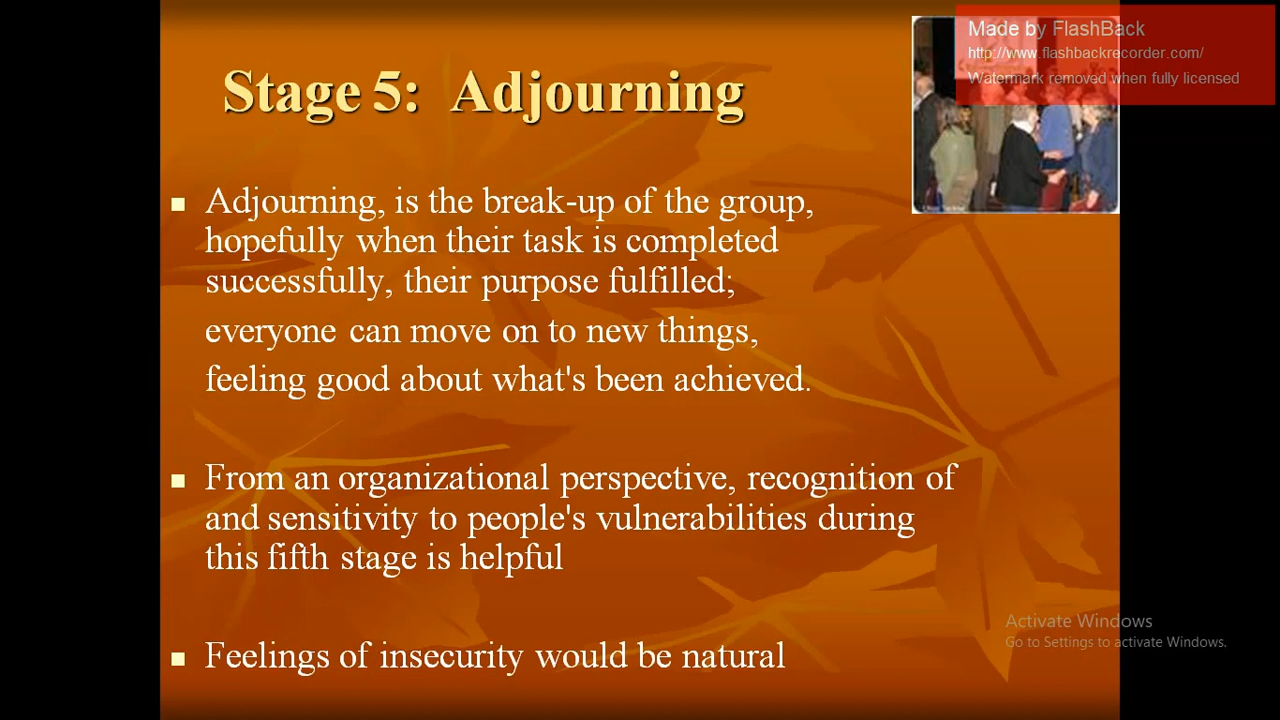 Made by FlashBack
http://www.flashbackrecorder.com/
Watermark removed when fully licensed
Stage 5: Adjourning
Adjourning, is the break-up of the group,
hopefully when their task is completed
successfully, their purpose fulfilled;
everyone can move on to new things,
feeling good about what's been achieved.
From an organizational perspective, recognition of
and sensitivity to people's vulnerabilities during
this fifth stage is helpful
Feelings of insecurity would be natural
Activate Windows
Go to Settings to activate Windows.